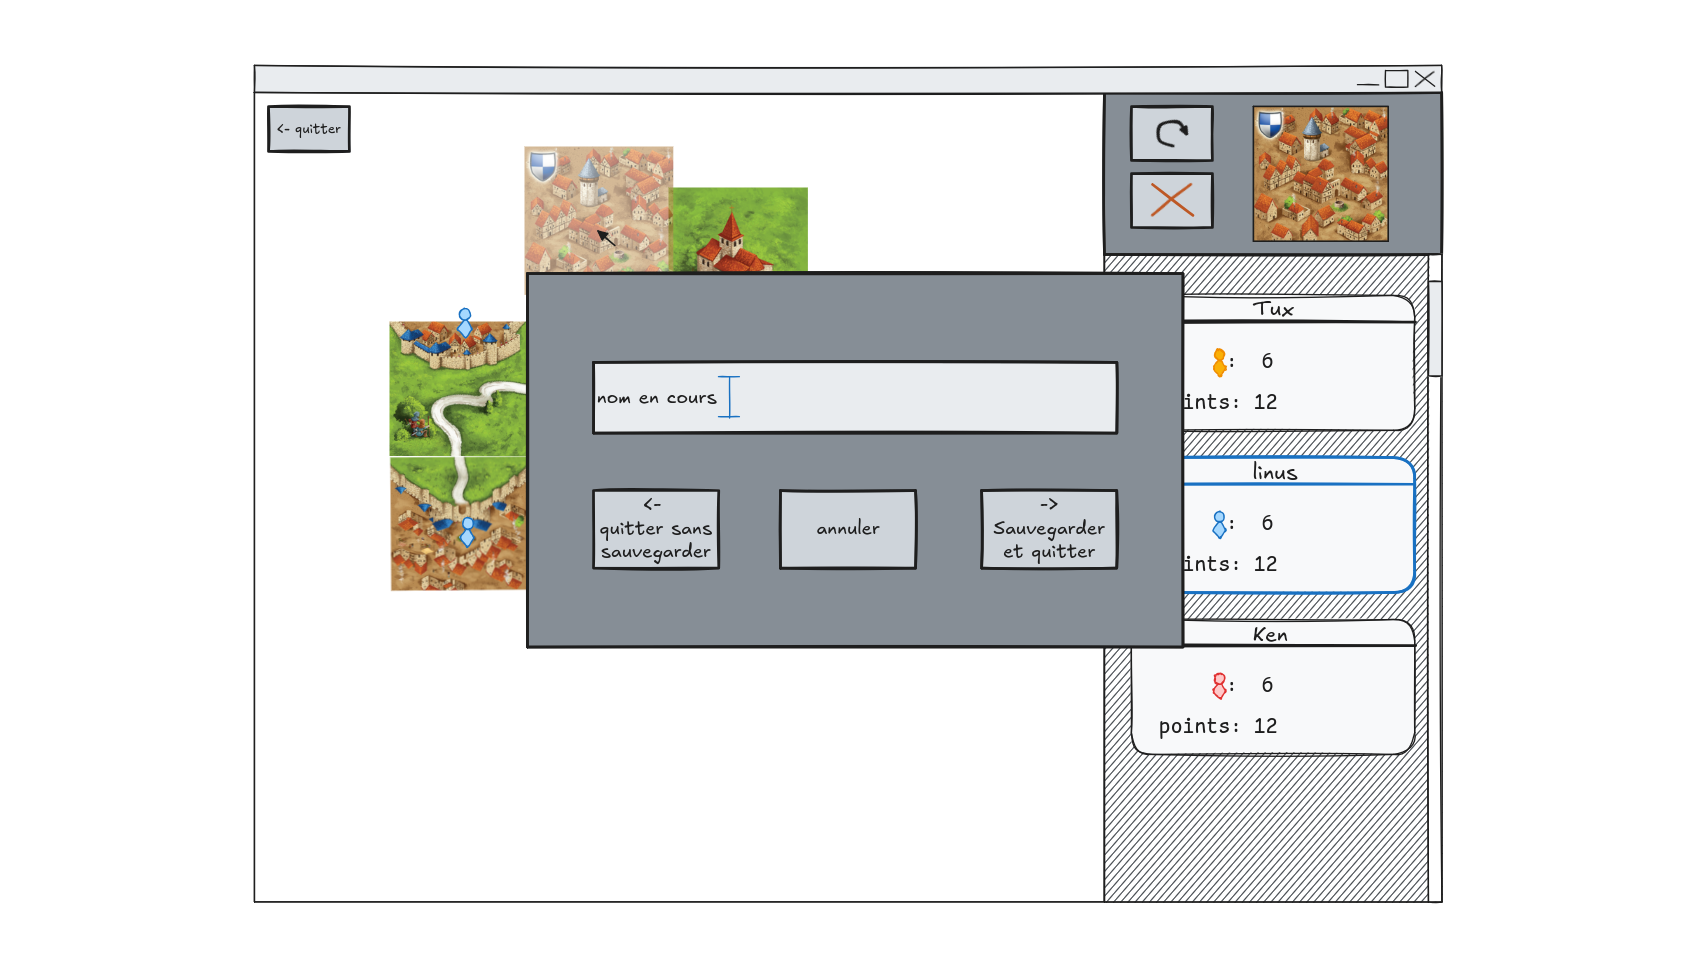 <- quitter
Tux
: 6
ints: 12
nom en cours
linus
: 6
ints: 12
<-
quitter sans
sauvegarder
annuler
->
Sauvegarder
et quitter
Ken
: 6
points: 12